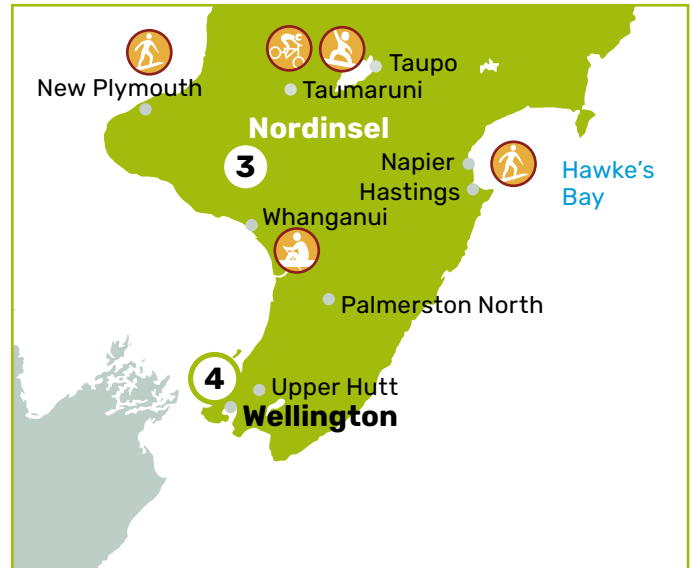 Taupo
New Plymouth
Taumaruni
Nordinsel
3
Napier
Hawke's
Bay
Hastings
Whanganui
Palmerston North
4
Upper Hutt
Wellington